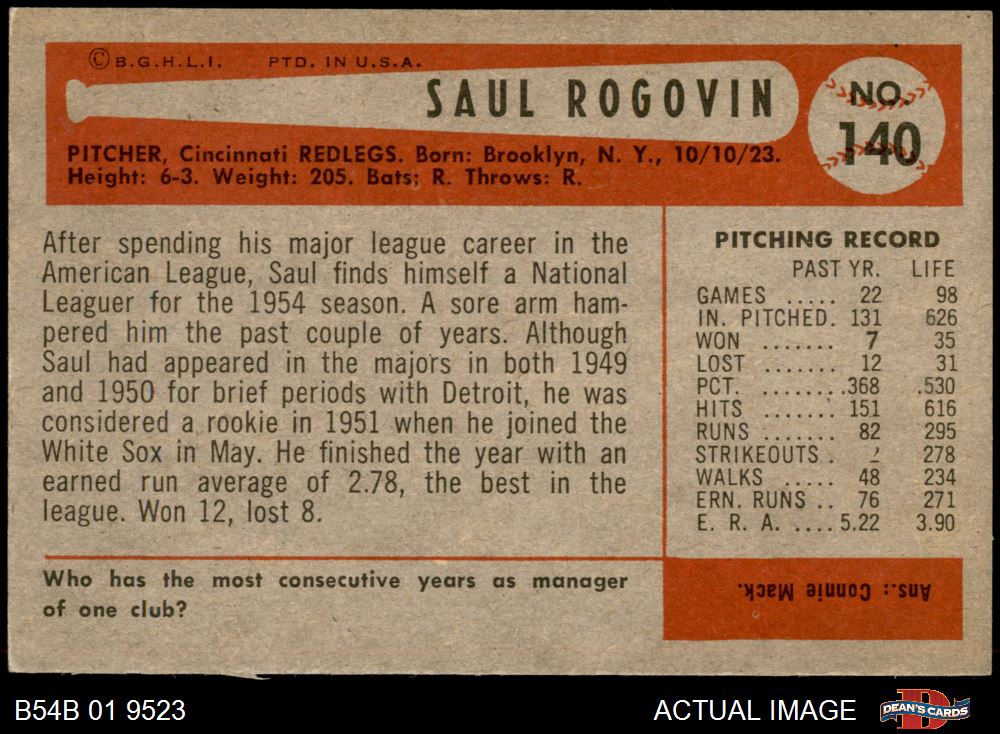 © B.G.H.L.I. PTD. IN U.S.A.
SAUL ROGOVIN
NO.
140
PITCHER, Cincinnati REDLEGS. Born: Brooklyn, N. Y., 10/10/23.
Height: 6-3. Weight: 205. Bats; R. Throws: R.
After spending his major league career in the
American League, Saul finds himself a National
Leaguer for the 1954 season. A sore arm ham-
pered him the past couple of years. Although
Saul had appeared in the majors in both 1949
and 1950 for brief periods with Detroit, he was
considered a rookie in 1951 when he joined the
White Sox in May. He finished the year with an
earned run average of 2.78, the best in the
league. Won 12, lost 8.
PITCHING RECORD
PAST YR. LIFE
GAMES ..... 22 98
IN. PITCHED. 131 626
WON ....... 7 35
LOST ....... 12 31
PCT. ....... .368 .530
HITS ....... 151 616
RUNS ....... 82 295
STRIKEOUTS . 278
WALKS ..... 48 234
ERN. RUNS .. 76 271
E. R. A. .... 5.22 3.90
Who has the most consecutive years as manager
of one club?
Ans.: Connie Mack.
B54B 01 9523
ACTUAL IMAGE
D
DEAN'S CARDS